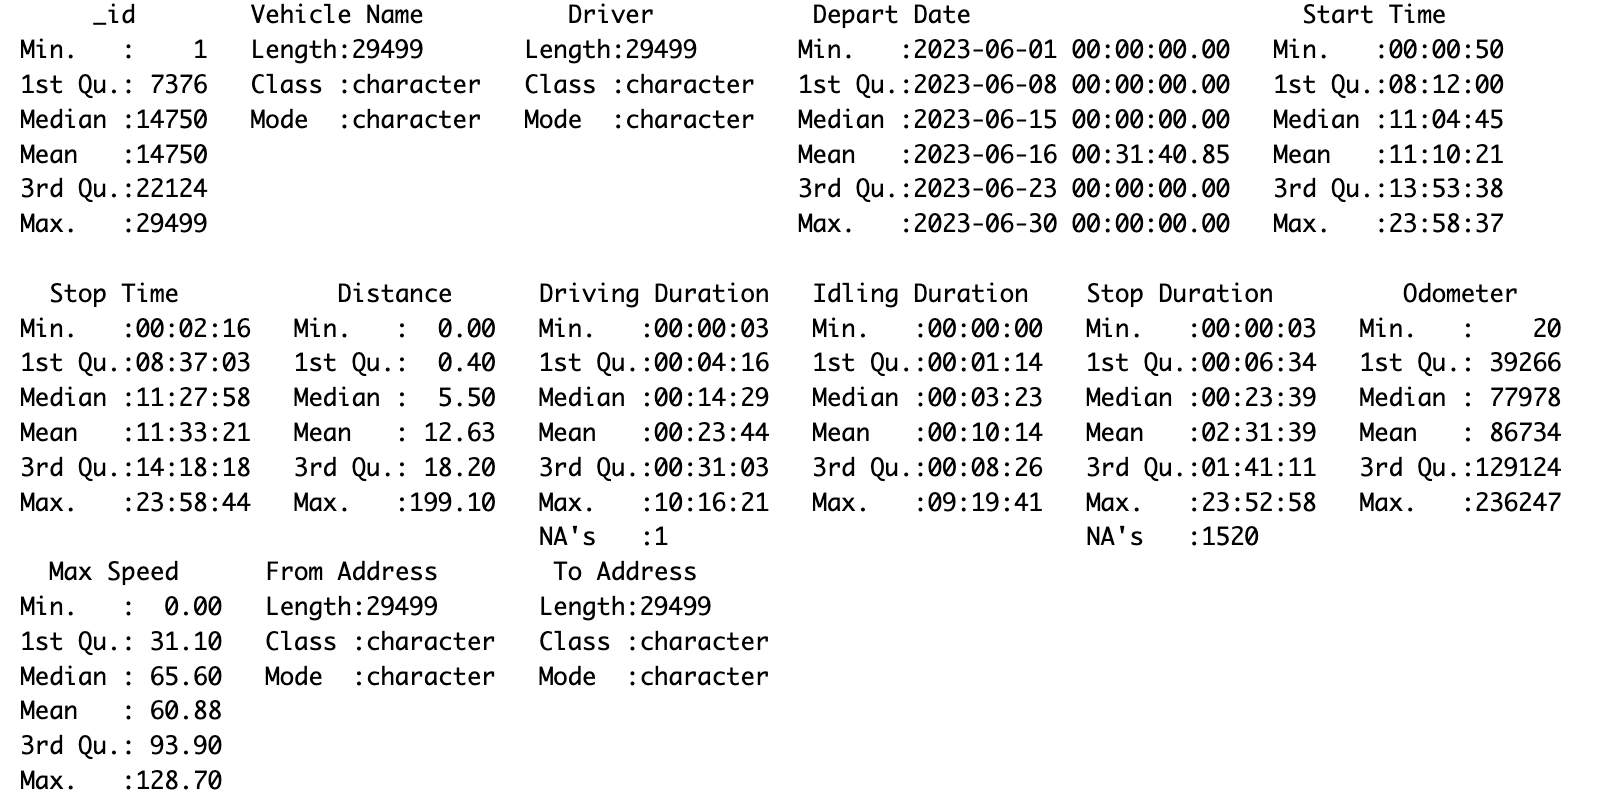 _id        Vehicle Name          Driver           Depart Date                       Start Time
Min.   :    1   Length:29499       Length:29499       Min.   :2023-06-01 00:00:00.00   Min.   :00:00:50
1st Qu.: 7376   Class :character   Class :character   1st Qu.:2023-06-08 00:00:00.00   1st Qu.:08:12:00
Median :14750   Mode  :character   Mode  :character   Median :2023-06-15 00:00:00.00   Median :11:04:45
Mean   :14750                                         Mean   :2023-06-16 00:31:40.85   Mean   :11:10:21
3rd Qu.:22124                                         3rd Qu.:2023-06-23 00:00:00.00   3rd Qu.:13:53:38
Max.   :29499                                         Max.   :2023-06-30 00:00:00.00   Max.   :23:58:37
  Stop Time           Distance      Driving Duration   Idling Duration    Stop Duration         Odometer
Min.   :00:02:16   Min.   :  0.00   Min.   :00:00:03   Min.   :00:00:00   Min.   :00:00:03   Min.   :    20
1st Qu.:08:37:03   1st Qu.:  0.40   1st Qu.:00:04:16   1st Qu.:00:01:14   1st Qu.:00:06:34   1st Qu.: 39266
Median :11:27:58   Median :  5.50   Median :00:14:29   Median :00:03:23   Median :00:23:39   Median : 77978
Mean   :11:33:21   Mean   : 12.63   Mean   :00:23:44   Mean   :00:10:14   Mean   :02:31:39   Mean   : 86734
3rd Qu.:14:18:18   3rd Qu.: 18.20   3rd Qu.:00:31:03   3rd Qu.:00:08:26   3rd Qu.:01:41:11   3rd Qu.:129124
Max.   :23:58:44   Max.   :199.10   Max.   :10:16:21   Max.   :09:19:41   Max.   :23:52:58   Max.   :236247
                                    NA's   :1                             NA's   :1520
  Max Speed      From Address        To Address
Min.   :  0.00   Length:29499       Length:29499
1st Qu.: 31.10   Class :character   Class :character
Median : 65.60   Mode  :character   Mode  :character
Mean   : 60.88
3rd Qu.: 93.90
Max.   :128.70